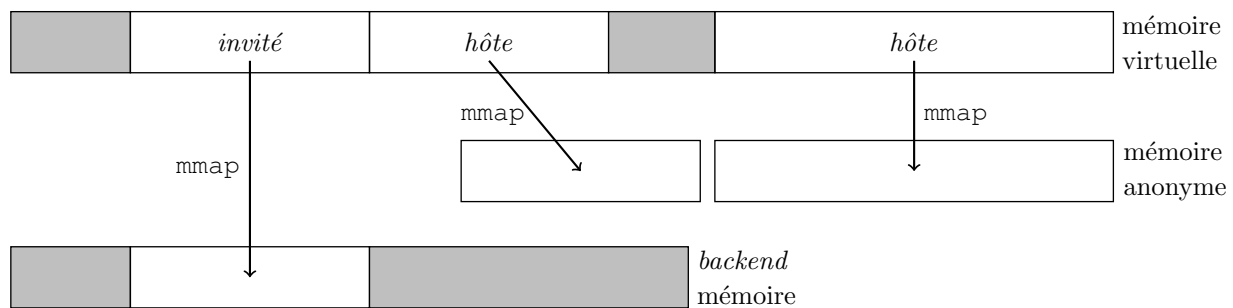 invité
hôte
hôte
mémoire
virtuelle
mmap
mmap
mmap
mémoire
anonyme
backend
mémoire